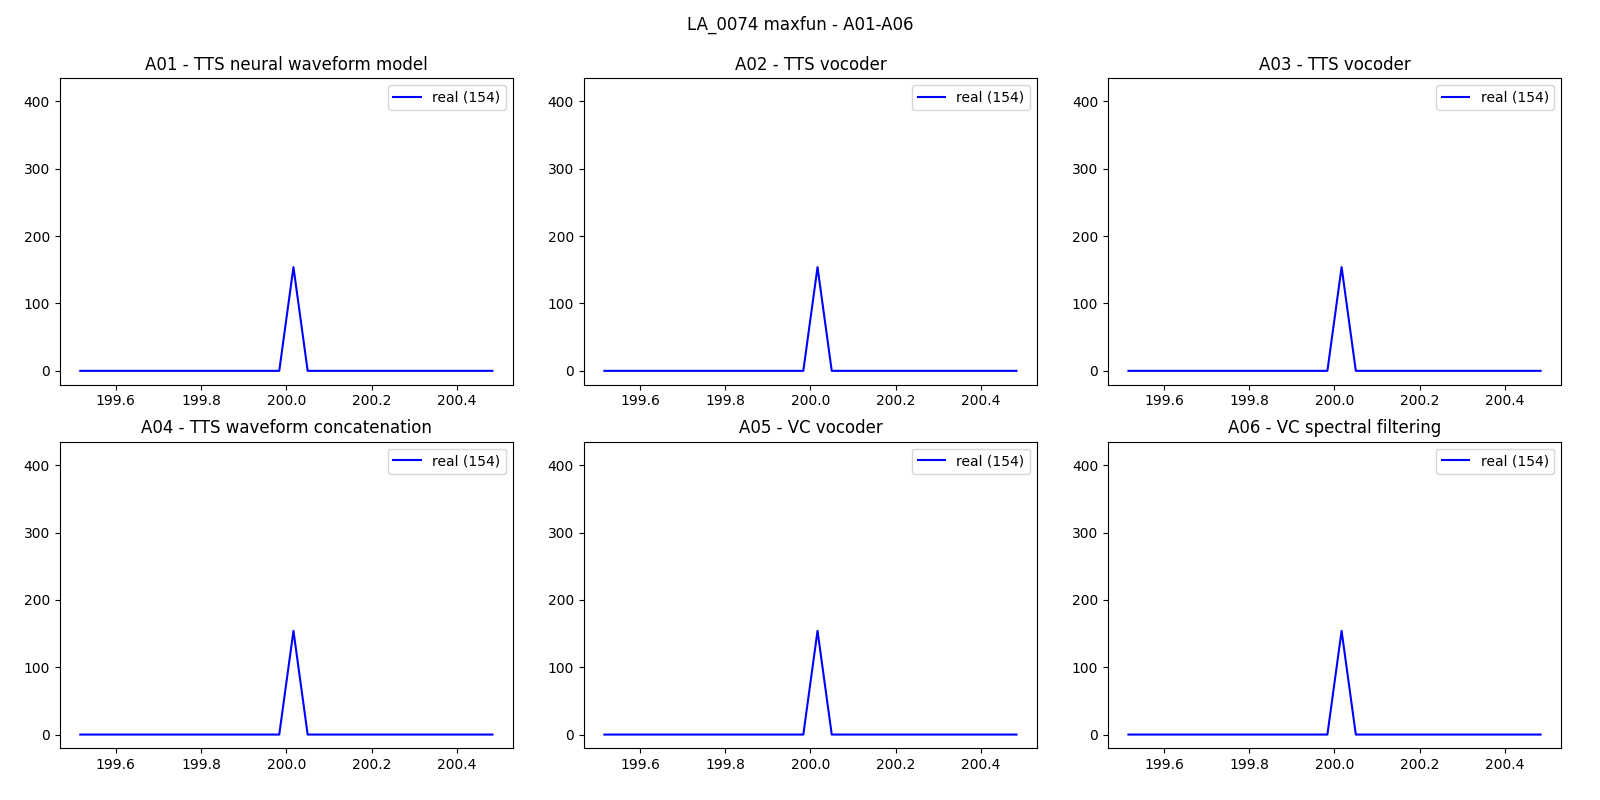 LA_0074 maxfun - A01-A06
A01 - TTS neural waveform model
A02 - TTS vocoder
A03 - TTS vocoder
real (154)
real (154)
real (154)
400
300
200
100
0
199.6 199.8 200.0 200.2 200.4
400
300
200
100
0
199.6 199.8 200.0 200.2 200.4
400
300
200
100
0
199.6 199.8 200.0 200.2 200.4
A04 - TTS waveform concatenation
A05 - VC vocoder
A06 - VC spectral filtering
real (154)
real (154)
real (154)
400
300
200
100
0
199.6 199.8 200.0 200.2 200.4
400
300
200
100
0
199.6 199.8 200.0 200.2 200.4
400
300
200
100
0
199.6 199.8 200.0 200.2 200.4